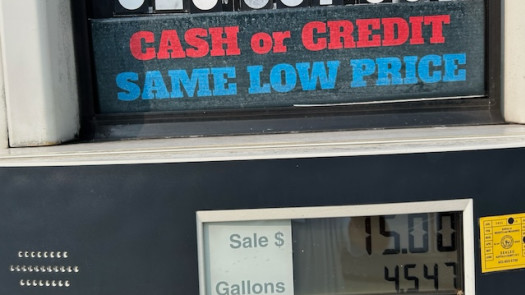 CASH or CREDIT
SAME LOW PRICE
Sale $ 15.00
Gallons 4.547